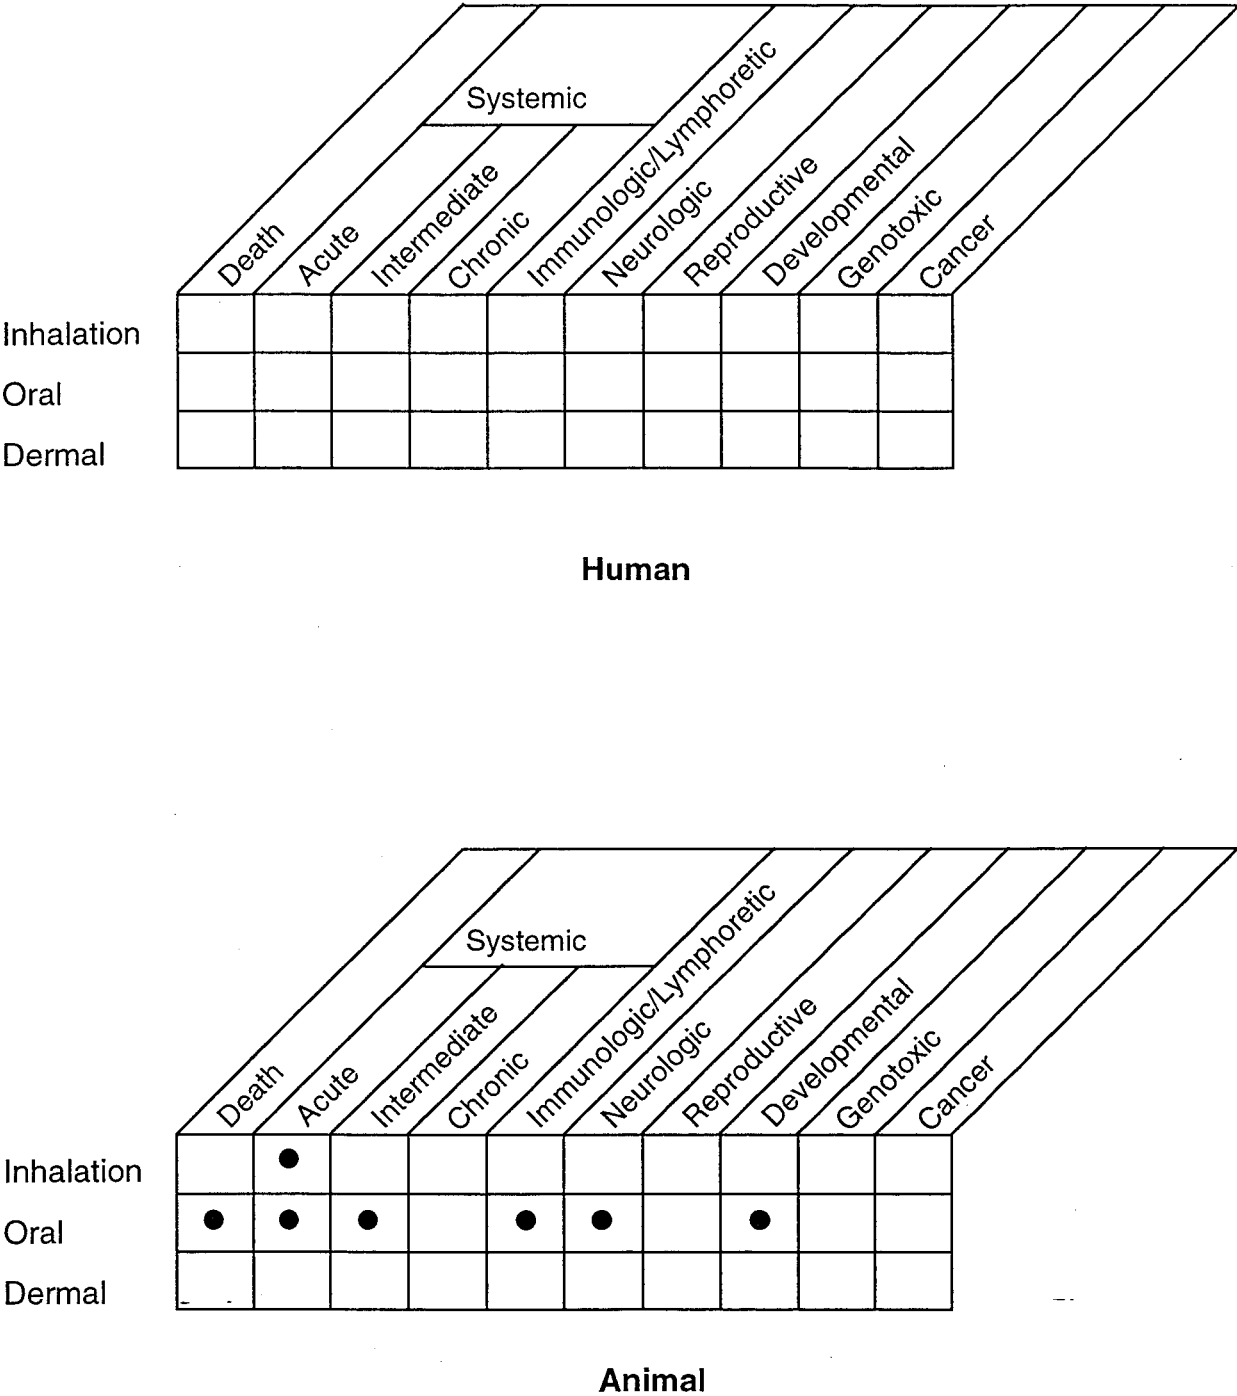 Systemic
Death
Acute
Intermediate
Chronic
Immunologic/Lymphoretic
Neurologic
Reproductive
Developmental
Genotoxic
Cancer
Inhalation
Oral
Dermal
Human
Systemic
Death
Acute
Intermediate
Chronic
Immunologic/Lymphoretic
Neurologic
Reproductive
Developmental
Genotoxic
Cancer
Inhalation
Oral
Dermal
Animal